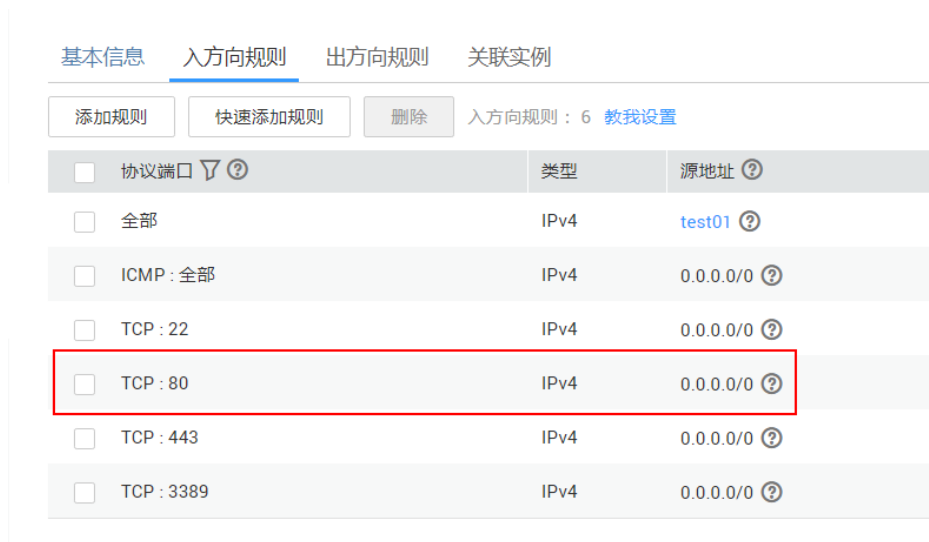 基本信息 入方向规则 出方向规则 关联实例
添加规则 快速添加规则 删除 入方向规则：6 教我设置
协议端口 类型 源地址
全部 IPv4 test01
ICMP : 全部 IPv4 0.0.0.0/0
TCP : 22 IPv4 0.0.0.0/0
TCP : 80 IPv4 0.0.0.0/0
TCP : 443 IPv4 0.0.0.0/0
TCP : 3389 IPv4 0.0.0.0/0